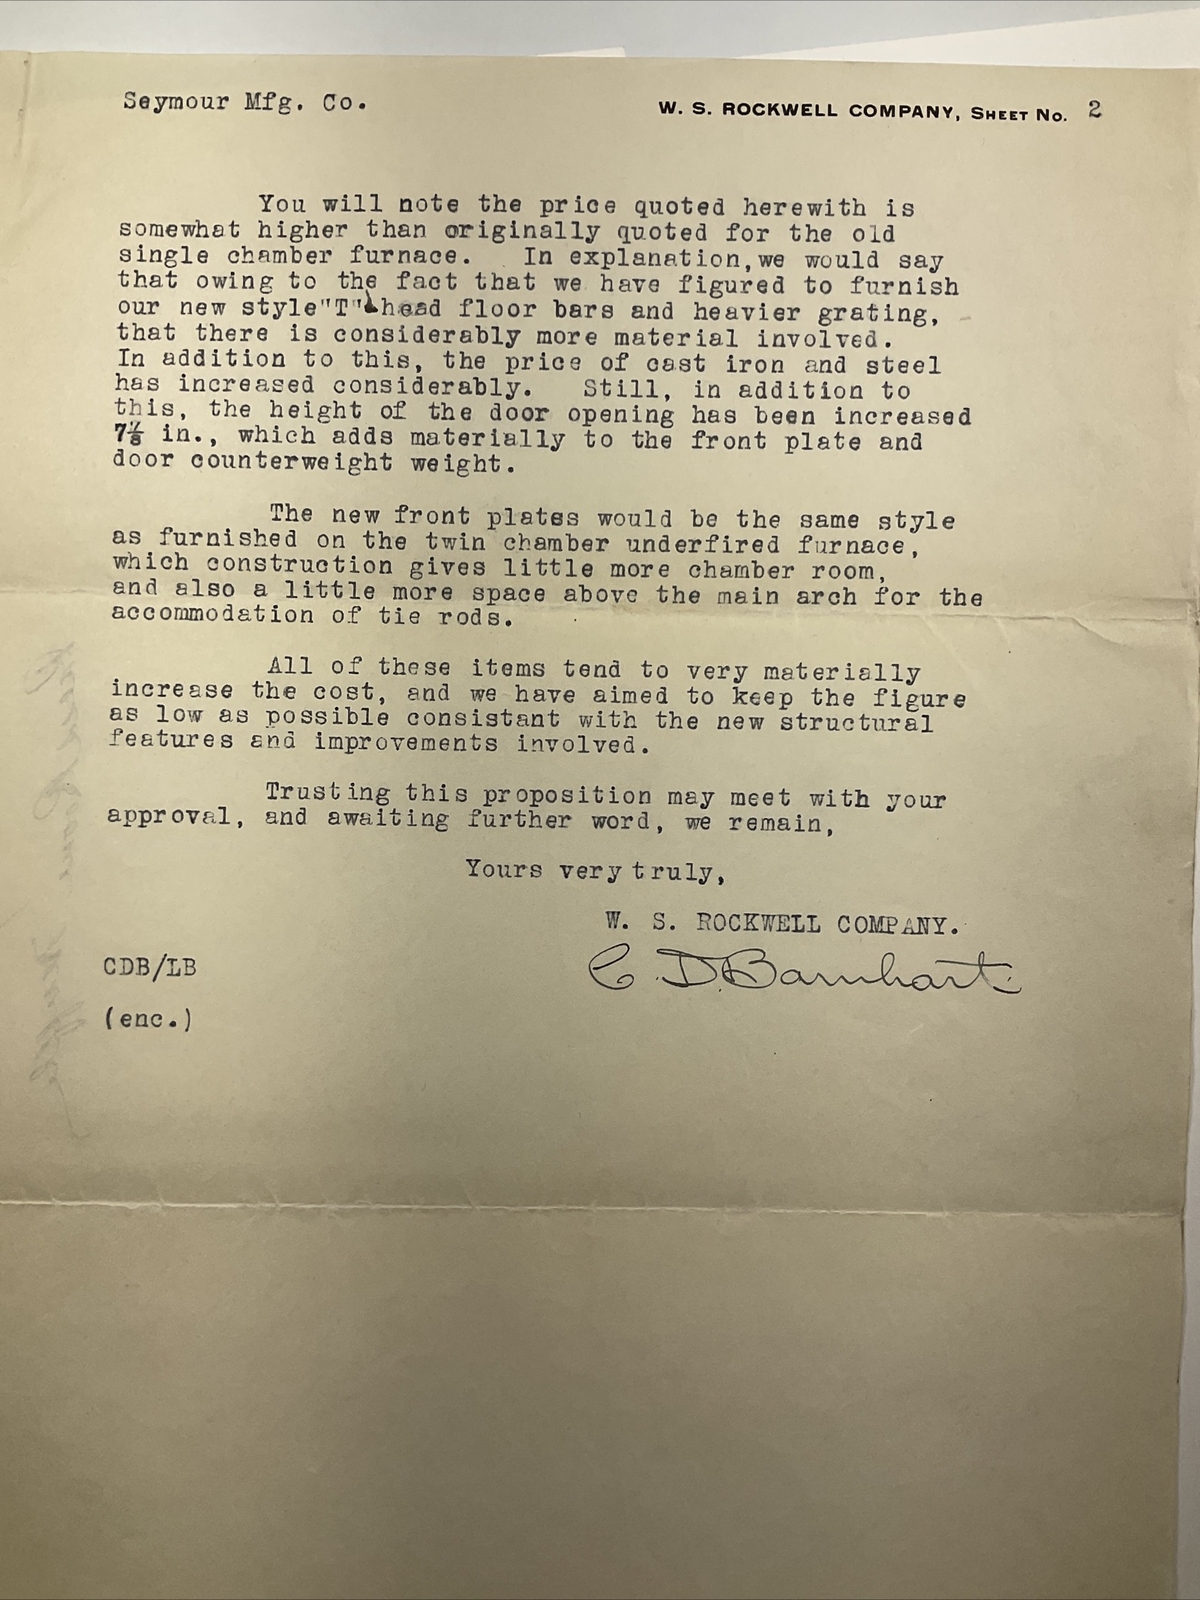 Seymour Mfg. Co.
W. S. ROCKWELL COMPANY, SHEET No. 2
You will note the price quoted herewith is
somewhat higher than originally quoted for the old
single chamber furnace. In explanation,we would say
that owing to the fact that we have figured to furnish
our new style"T" head floor bars and heavier grating,
that there is considerably more material involved.
In addition to this, the price of cast iron and steel
has increased considerably. Still, in addition to
this, the height of the door opening has been increased
7⅛ in., which adds materially to the front plate and
door counterweight weight.
The new front plates would be the same style
as furnished on the twin chamber underfired furnace,
which construction gives little more chamber room,
and also a little more space above the main arch for the
accommodation of tie rods.
All of these items tend to very materially
increase the cost, and we have aimed to keep the figure
as low as possible consistant with the new structural
features and improvements involved.
Trusting this proposition may meet with your
approval, and awaiting further word, we remain,
Yours very truly,
W. S. ROCKWELL COMPANY.
C. D. Barnhart
CDB/LB
(enc.)